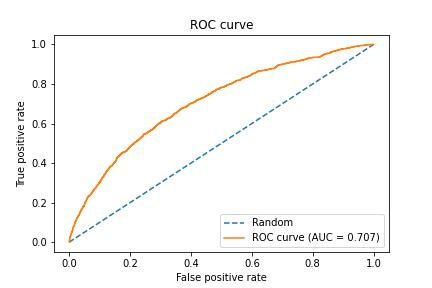 ROC curve
1.0
0.8
0.6
0.4
0.2
0.0
True positive rate
Random
ROC curve (AUC = 0.707)
0.0 0.2 0.4 0.6 0.8 1.0
False positive rate